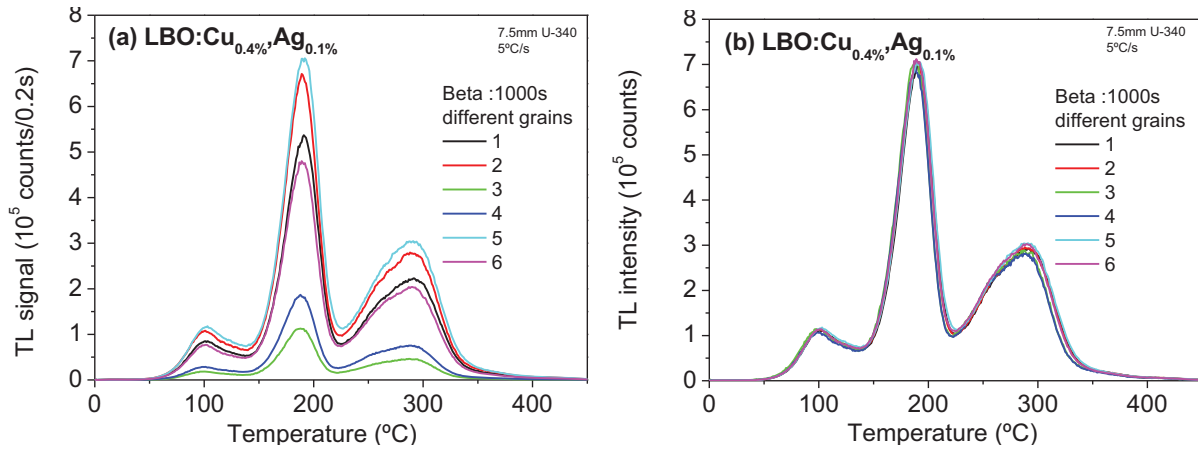 (a) LBO:Cu0.4%,Ag0.1%
7.5mm U-340
5ºC/s
Beta :1000s
different grains
1
2
3
4
5
6
TL signal (10^5 counts/0.2s)
7
6
5
4
3
2
1
0
0 100 200 300 400
Temperature (ºC)
(b) LBO:Cu0.4%,Ag0.1%
7.5mm U-340
5ºC/s
Beta :1000s
different grains
1
2
3
4
5
6
TL intensity (10^5 counts)
7
6
5
4
3
2
1
0
0 100 200 300 400
Temperature (ºC)